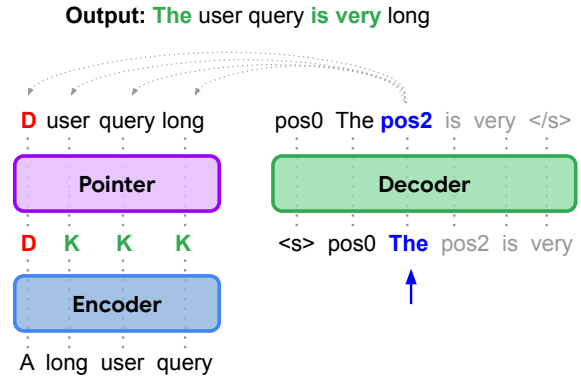 Output: The user query is very long
D user query long
pos0 The pos2 is very </s>
Pointer
Decoder
D K K K
<s> pos0 The pos2 is very
Encoder
A long user query